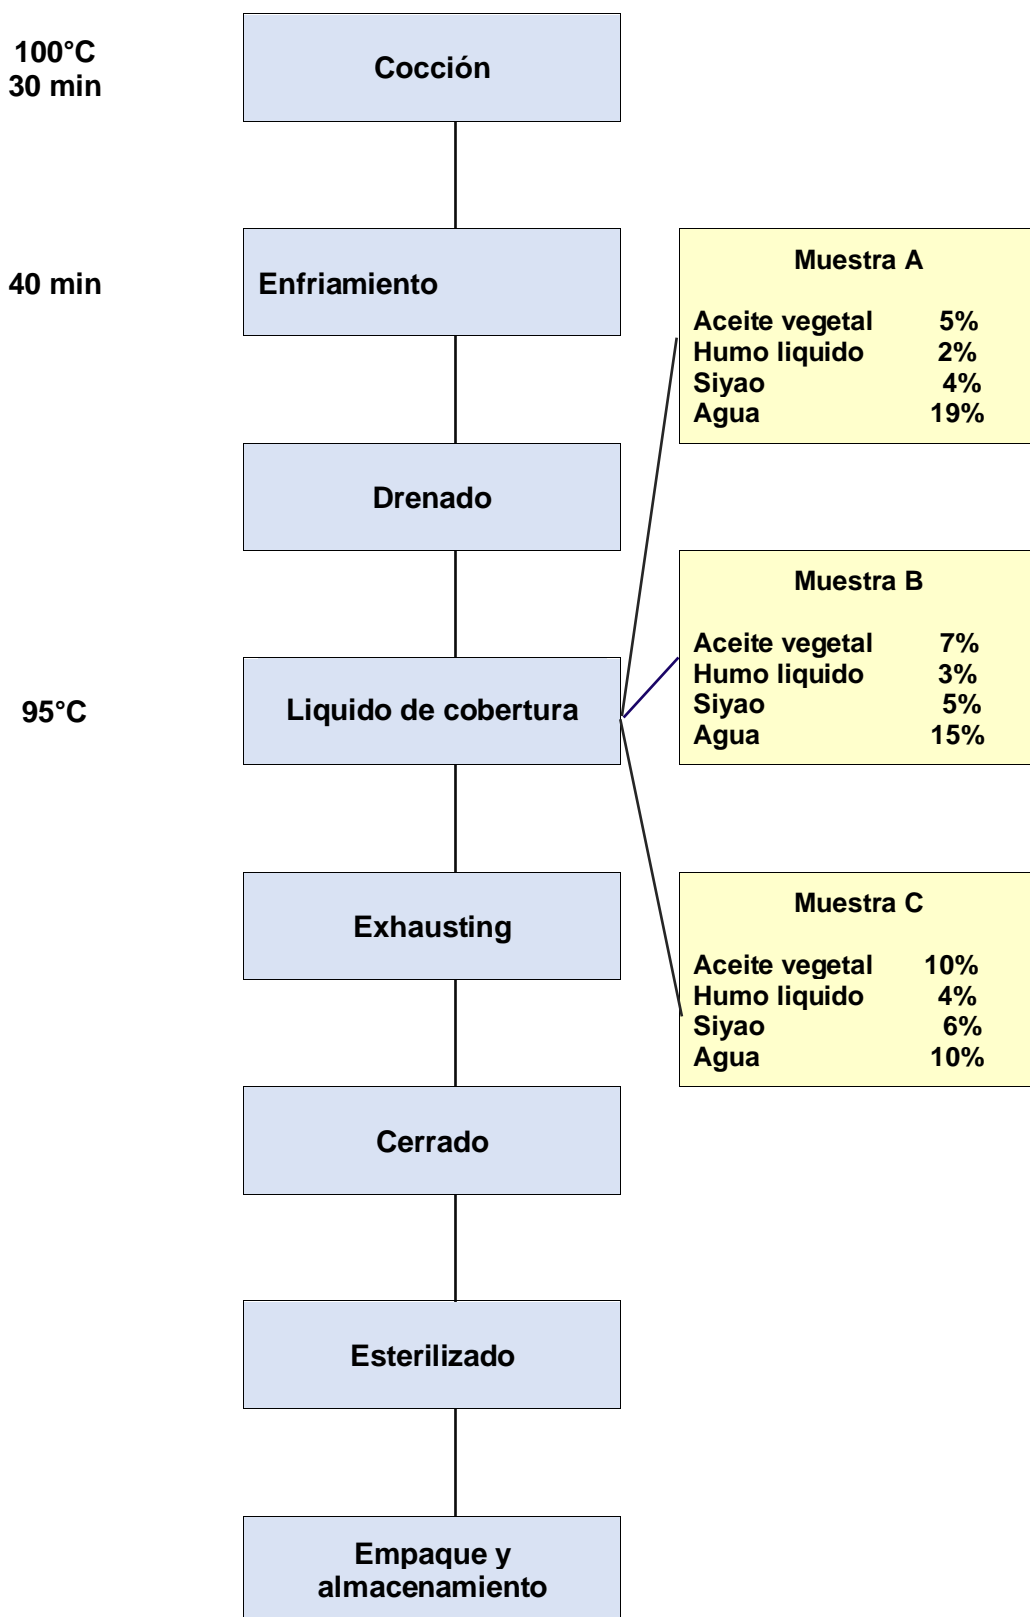 100°C
30 min
Cocción
40 min
Enfriamiento
Muestra A
Aceite vegetal 5%
Humo liquido 2%
Siyao 4%
Agua 19%
Drenado
Muestra B
Aceite vegetal 7%
Humo liquido 3%
Siyao 5%
Agua 15%
95°C
Liquido de cobertura
Exhausting
Muestra C
Aceite vegetal 10%
Humo liquido 4%
Siyao 6%
Agua 10%
Cerrado
Esterilizado
Empaque y
almacenamiento